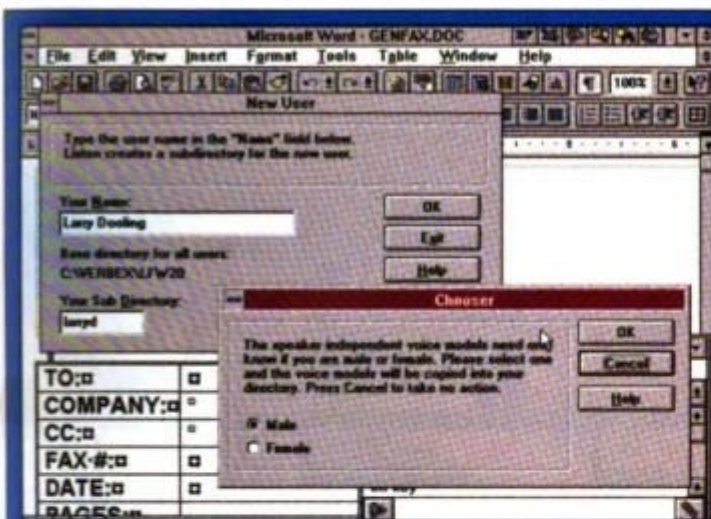 Microsoft Word - GENFAX.DOC
File Edit View Insert Format Tools Table Window Help
100%
New User
Type the user name in the "Name" field below.
Listen creates a subdirectory for the new user.
Your Name:
Larry Dooling
OK
Exit
Help
Base directory for all users:
C:\VERBEX\LFW20
Your Sub Directory:
larryd
Chooser
The speaker independent voice models need only
know if you are male or female. Please select one
and the voice models will be copied into your
directory. Press Cancel to take no action.
Male
Female
OK
Cancel
Help
TO:¤ ¤
COMPANY:¤ ¤
CC:¤ ¤
FAX·#:¤ ¤
DATE:¤ ¤
PAGES:¤